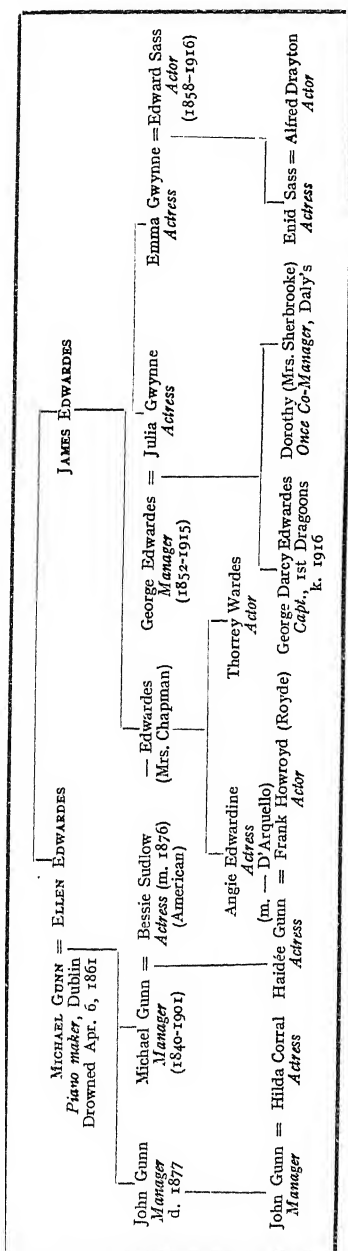 MICHAEL GUNN = ELLEN EDWARDES
Piano maker, Dublin
Drowned Apr. 6, 1861
JAMES EDWARDES
John Gunn
Manager
d. 1877
Michael Gunn =
Manager
(1840-1901)
Bessie Sudlow
Actress (m. 1876)
(American)
— Edwardes
(Mrs. Chapman)
George Edwardes =
Manager
(1852-1915)
Julia Gwynne
Actress
Emma Gwynne = Edward Sass
Actress
Actor
(1858-1916)
Angie Edwardine
Actress
(m. — D'Arquello)
Thorrey Wardes
Actor
John Gunn = Hilda Corral
Manager
Actress
Haidée Gunn = Frank Howroyd (Royde)
Actress
Actor
George Darcy Edwardes
Capt., 1st Dragoons
k. 1916
Dorothy (Mrs. Sherbrooke)
Once Co-Manager, Daly's
Enid Sass = Alfred Drayton
Actress
Actor